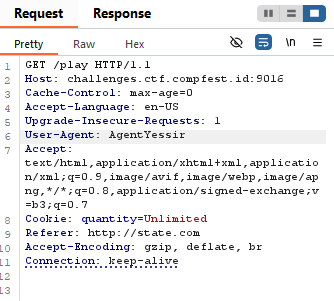 Request Response
Pretty Raw Hex \n
1 GET /play HTTP/1.1
2 Host: challenges.ctf.compfest.id:9016
3 Cache-Control: max-age=0
4 Accept-Language: en-US
5 Upgrade-Insecure-Requests: 1
6 User-Agent: AgentYessir
7 Accept:
text/html,application/xhtml+xml,applicatio
n/xml;q=0.9,image/avif,image/webp,image/ap
ng,*/*;q=0.8,application/signed-exchange;v
=b3;q=0.7
8 Cookie: quantity=Unlimited
9 Referer: http://state.com
10 Accept-Encoding: gzip, deflate, br
11 Connection: keep-alive
12
13